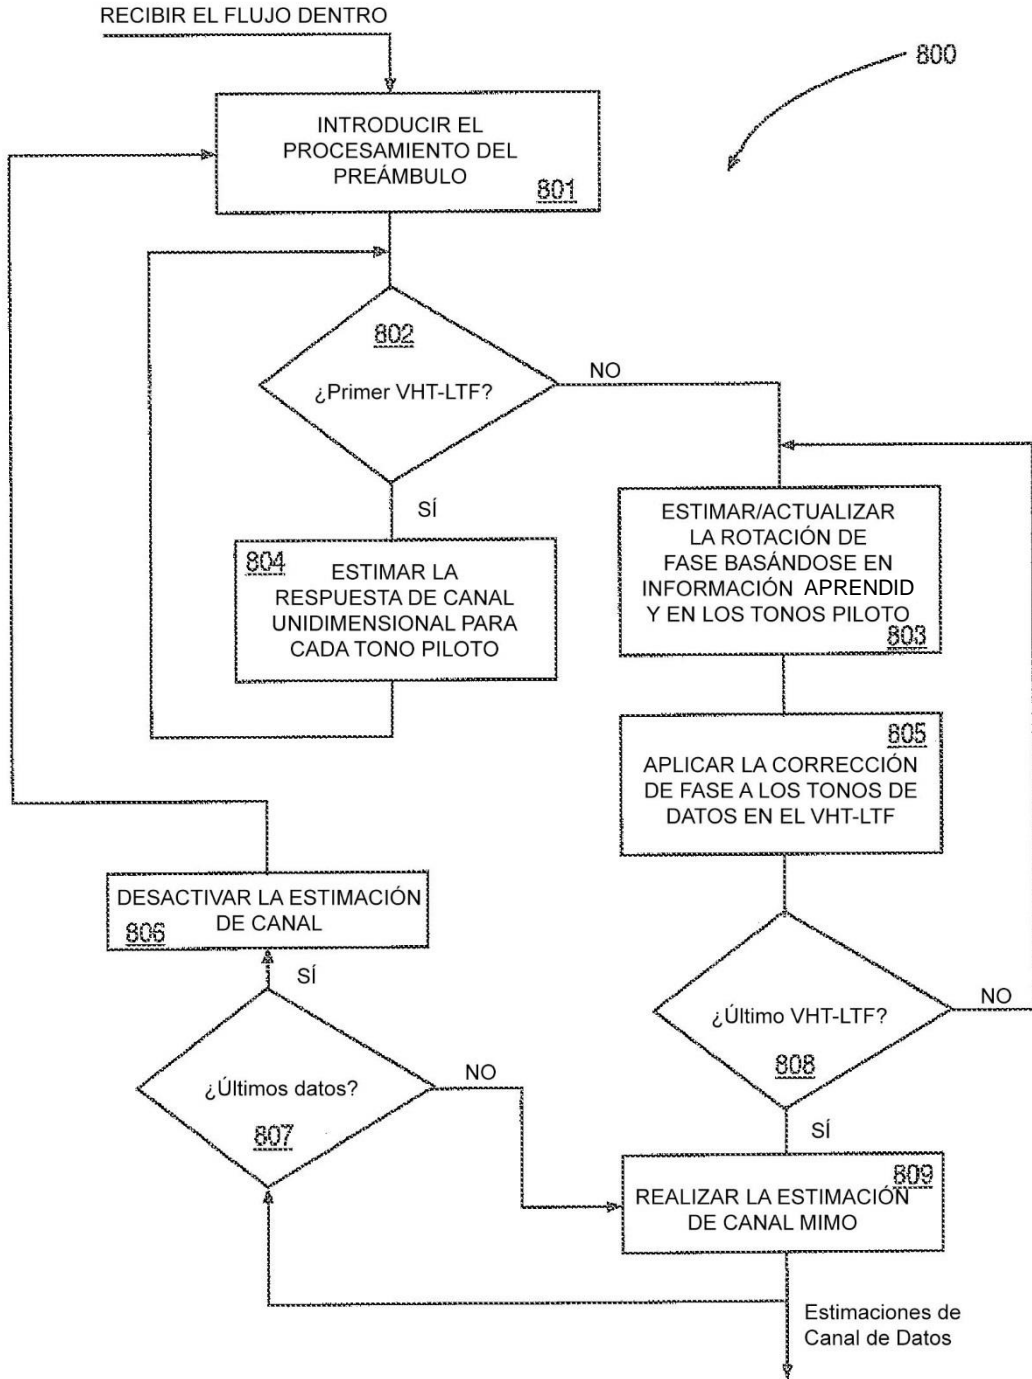 RECIBIR EL FLUJO DENTRO
800
INTRODUCIR EL
PROCESAMIENTO DEL
PREÁMBULO
801
802
¿Primer VHT-LTF?
NO
SÍ
804
ESTIMAR LA
RESPUESTA DE CANAL
UNIDIMENSIONAL PARA
CADA TONO PILOTO
ESTIMAR/ACTUALIZAR
LA ROTACIÓN DE
FASE BASÁNDOSE EN
INFORMACIÓN APRENDID
Y EN LOS TONOS PILOTO
803
805
APLICAR LA CORRECCIÓN
DE FASE A LOS TONOS DE
DATOS EN EL VHT-LTF
DESACTIVAR LA ESTIMACIÓN
DE CANAL
806
SÍ
¿Últimos datos?
807
NO
¿Último VHT-LTF?
808
NO
SÍ
809
REALIZAR LA ESTIMACIÓN
DE CANAL MIMO
Estimaciones de
Canal de Datos